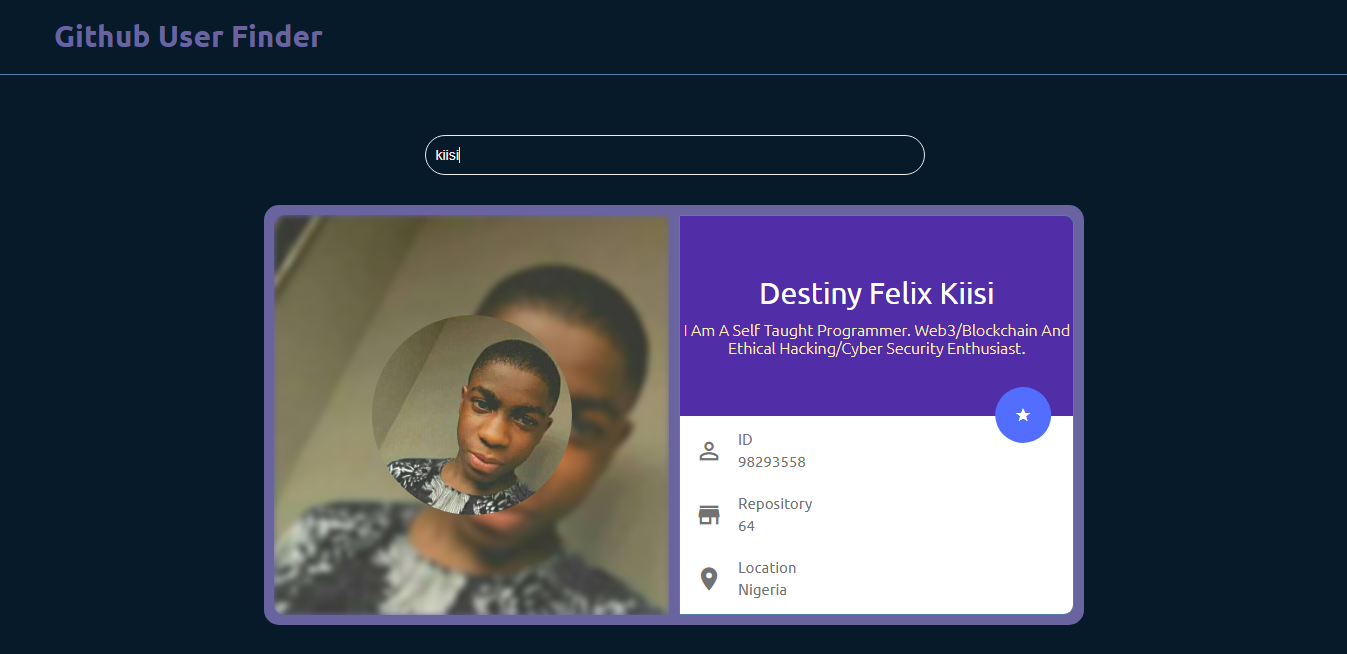 Github User Finder
kiisi
Destiny Felix Kiisi
I Am A Self Taught Programmer. Web3/Blockchain And
Ethical Hacking/Cyber Security Enthusiast.
ID
98293558
Repository
64
Location
Nigeria